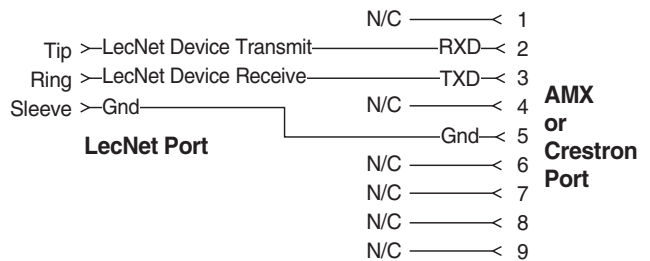 N/C 1
Tip LecNet Device Transmit RXD 2
Ring LecNet Device Receive TXD 3
Sleeve Gnd N/C 4
Gnd 5
LecNet Port
N/C 6
N/C 7
N/C 8
N/C 9
AMX
or
Crestron
Port